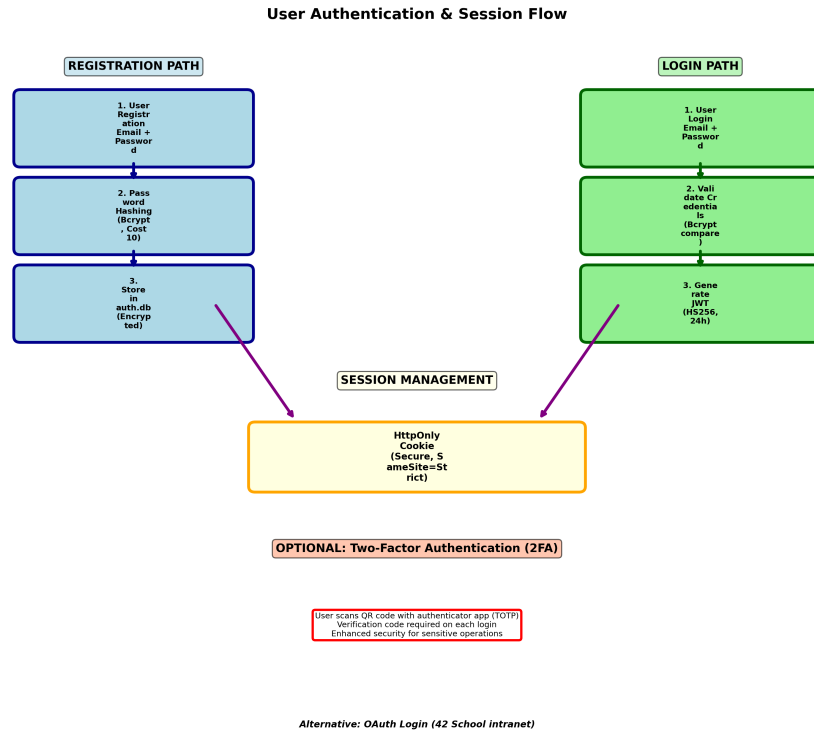 User Authentication & Session Flow
REGISTRATION PATH
1. User
Registr
ation
Email +
Passwor
d
2. Pass
word
Hashing
(Bcrypt
, Cost
10)
3.
Store
in
auth.db
(Encryp
ted)
LOGIN PATH
1. User
Login
Email +
Passwor
d
2. Vali
date Cr
edentia
ls
(Bcrypt
compare
)
3. Gene
rate
JWT
(HS256,
24h)
SESSION MANAGEMENT
HttpOnly
Cookie
(Secure, S
ameSite=St
rict)
OPTIONAL: Two-Factor Authentication (2FA)
User scans QR code with authenticator app (TOTP)
Verification code required on each login
Enhanced security for sensitive operations
Alternative: OAuth Login (42 School intranet)